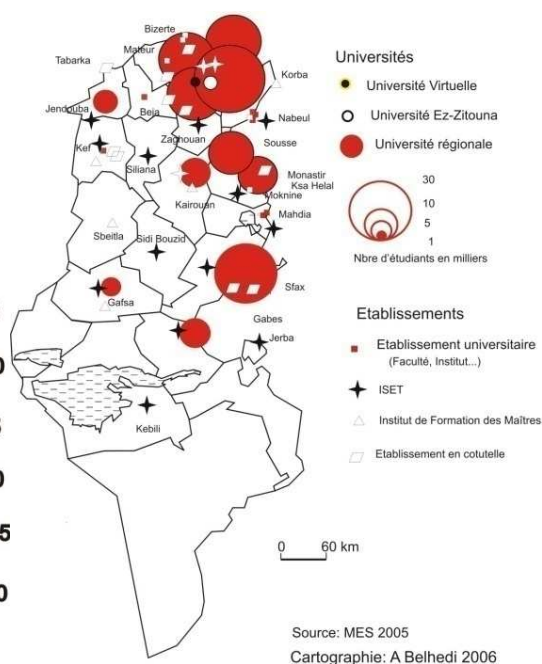 Bizerte
Mateur
Tabarka
Korba
Jendouba
Beja
Nabeul
Zaghouan
Kef
Siliana
Sousse
Monastir
Ksa Helal
Moknine
Kairouan
Mahdia
Sbeitla
Sidi Bouzid
Sfax
Gafsa
Gabes
Jerba
Kebili
0
5
0
Universités
Université Virtuelle
Université Ez-Zitouna
Université régionale
30
10
5
1
Nbre d'étudiants en milliers
Etablissements
Etablissement universitaire
(Faculté, Institut...)
ISET
Institut de Formation des Maîtres
Etablissement en cotutelle
0 60 km
Source: MES 2005
Cartographie: A Belhedi 2006